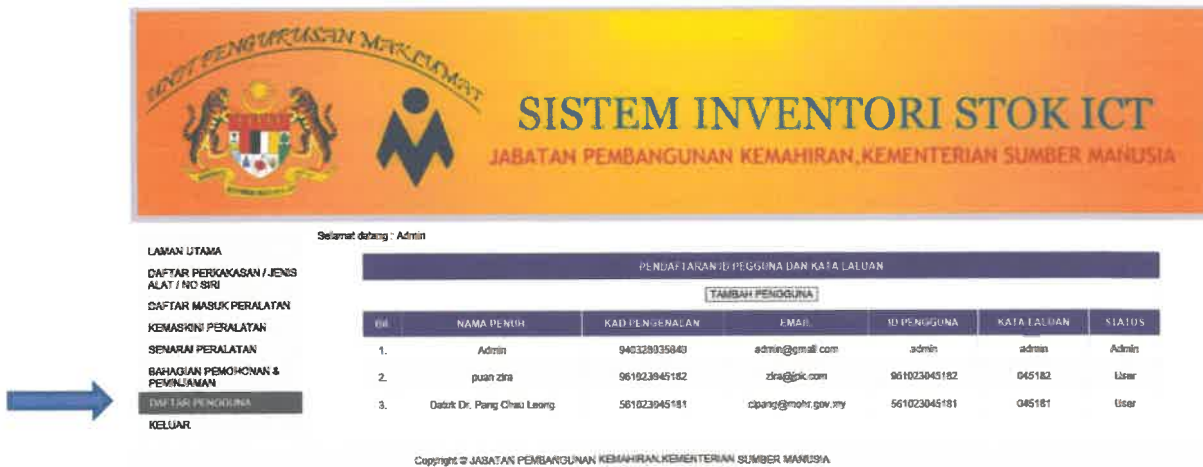 UNIT PENGURUSAN MAKLUMAT
SISTEM INVENTORI STOK ICT
JABATAN PEMBANGUNAN KEMAHIRAN,KEMENTERIAN SUMBER MANUSIA
Selamat datang : Admin
LAMAN UTAMA
DAFTAR PERKAKASAN / JENIS
ALAT / NO SIRI
DAFTAR MASUK PERALATAN
KEMASKINI PERALATAN
SENARAI PERALATAN
BAHAGIAN PEMOHONAN &
PEMINJAMAN
DAFTAR PENGGUNA
KELUAR
PENDAFTARAN ID PEGGUNA DAN KATA LALUAN
TAMBAH PENGGUNA
Bil NAMA PENUH KAD PENGENALAN EMAIL ID PENGGUNA KATA LALUAN STATUS
1. Admin 940328035849 admin@gmail.com admin admin Admin
2. puan zira 961023045182 zira@jpk.com 961023045182 045182 User
3. Datuk Dr. Pang Chau Leong 561023045181 clpang@mohr.gov.my 561023045181 045181 User
Copyright © JABATAN PEMBANGUNAN KEMAHIRAN,KEMENTERIAN SUMBER MANUSIA